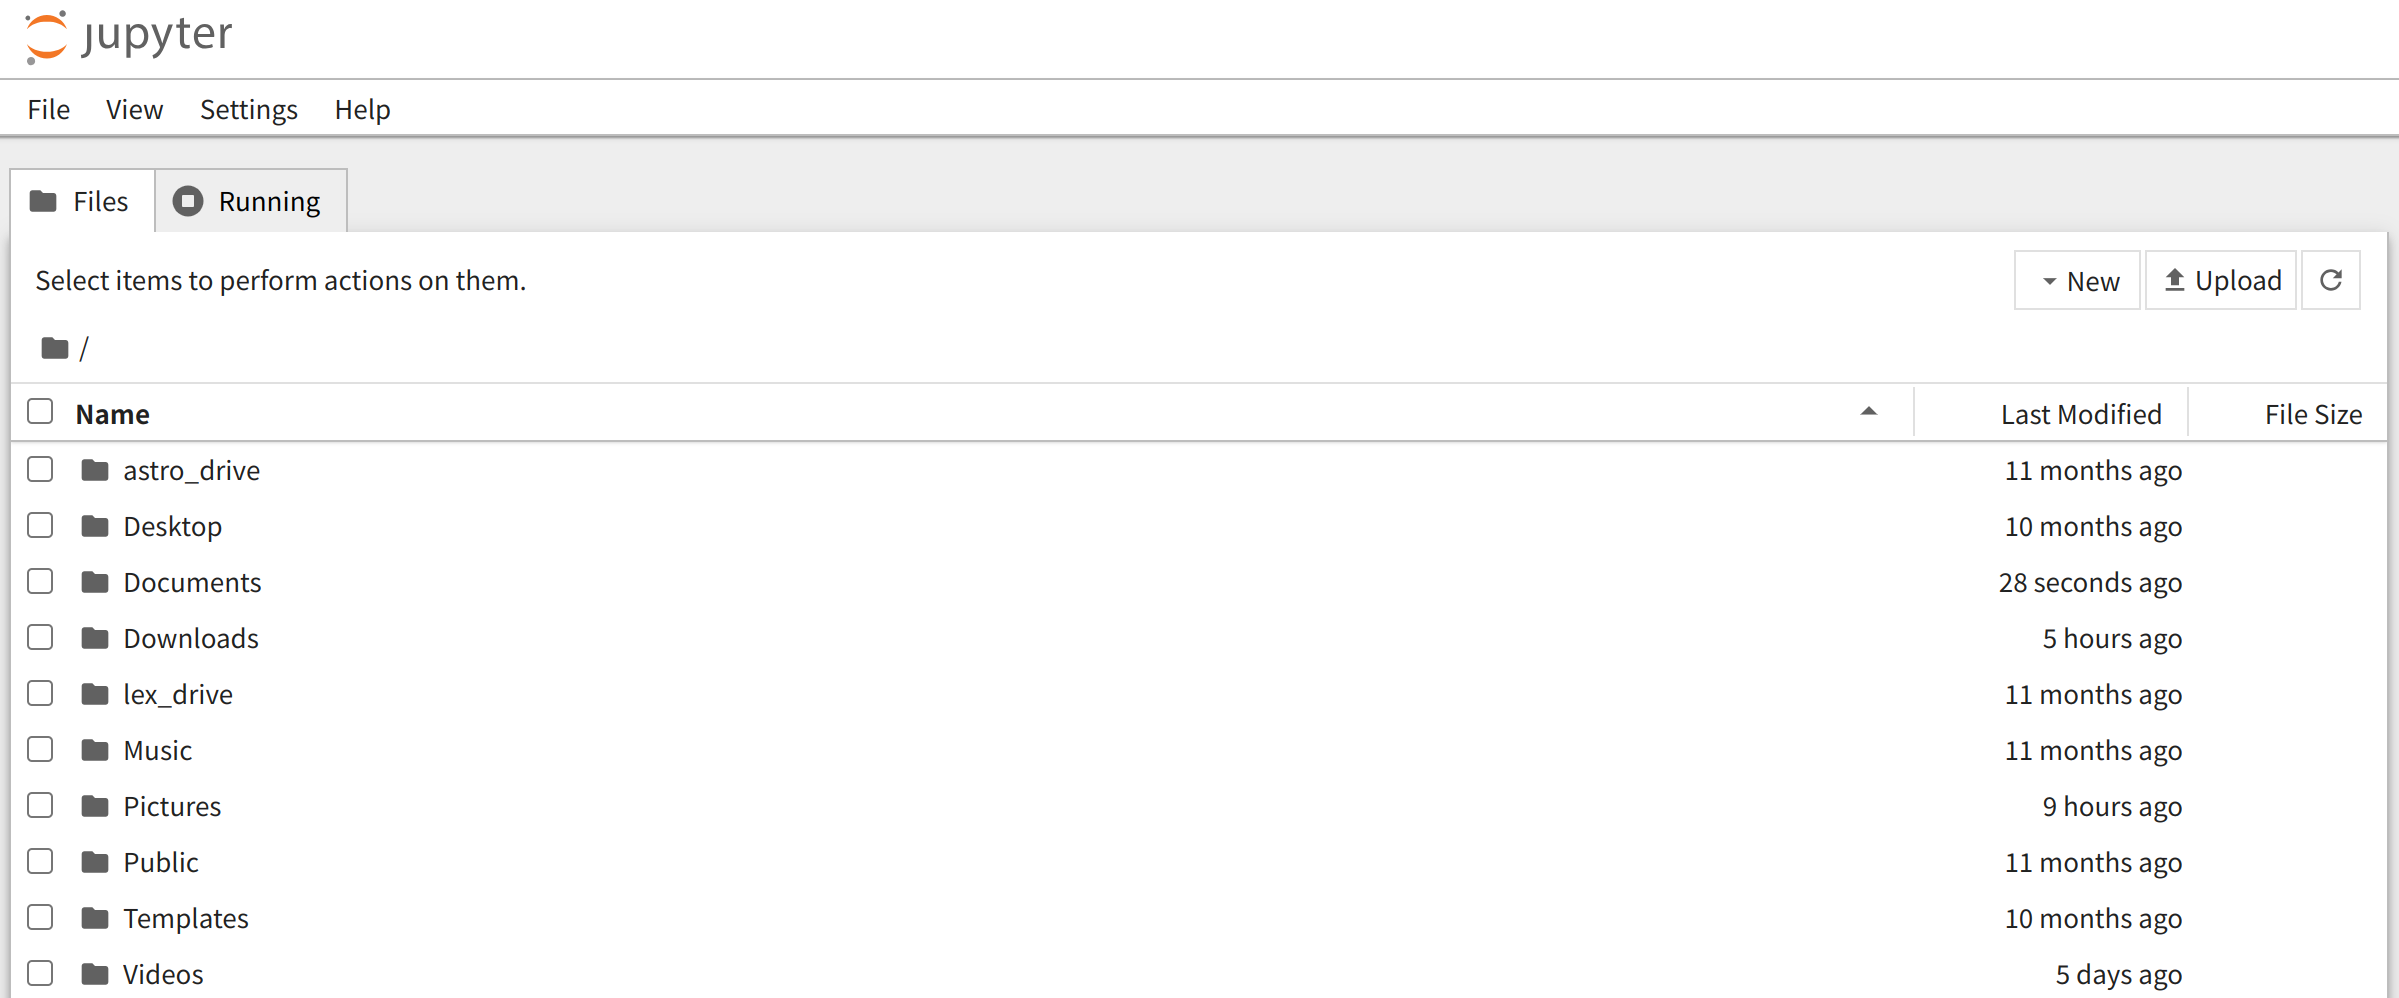 jupyter
File View Settings Help
Files Running
Select items to perform actions on them.
New Upload
/
Name Last Modified File Size
astro_drive 11 months ago
Desktop 10 months ago
Documents 28 seconds ago
Downloads 5 hours ago
lex_drive 11 months ago
Music 11 months ago
Pictures 9 hours ago
Public 11 months ago
Templates 10 months ago
Videos 5 days ago